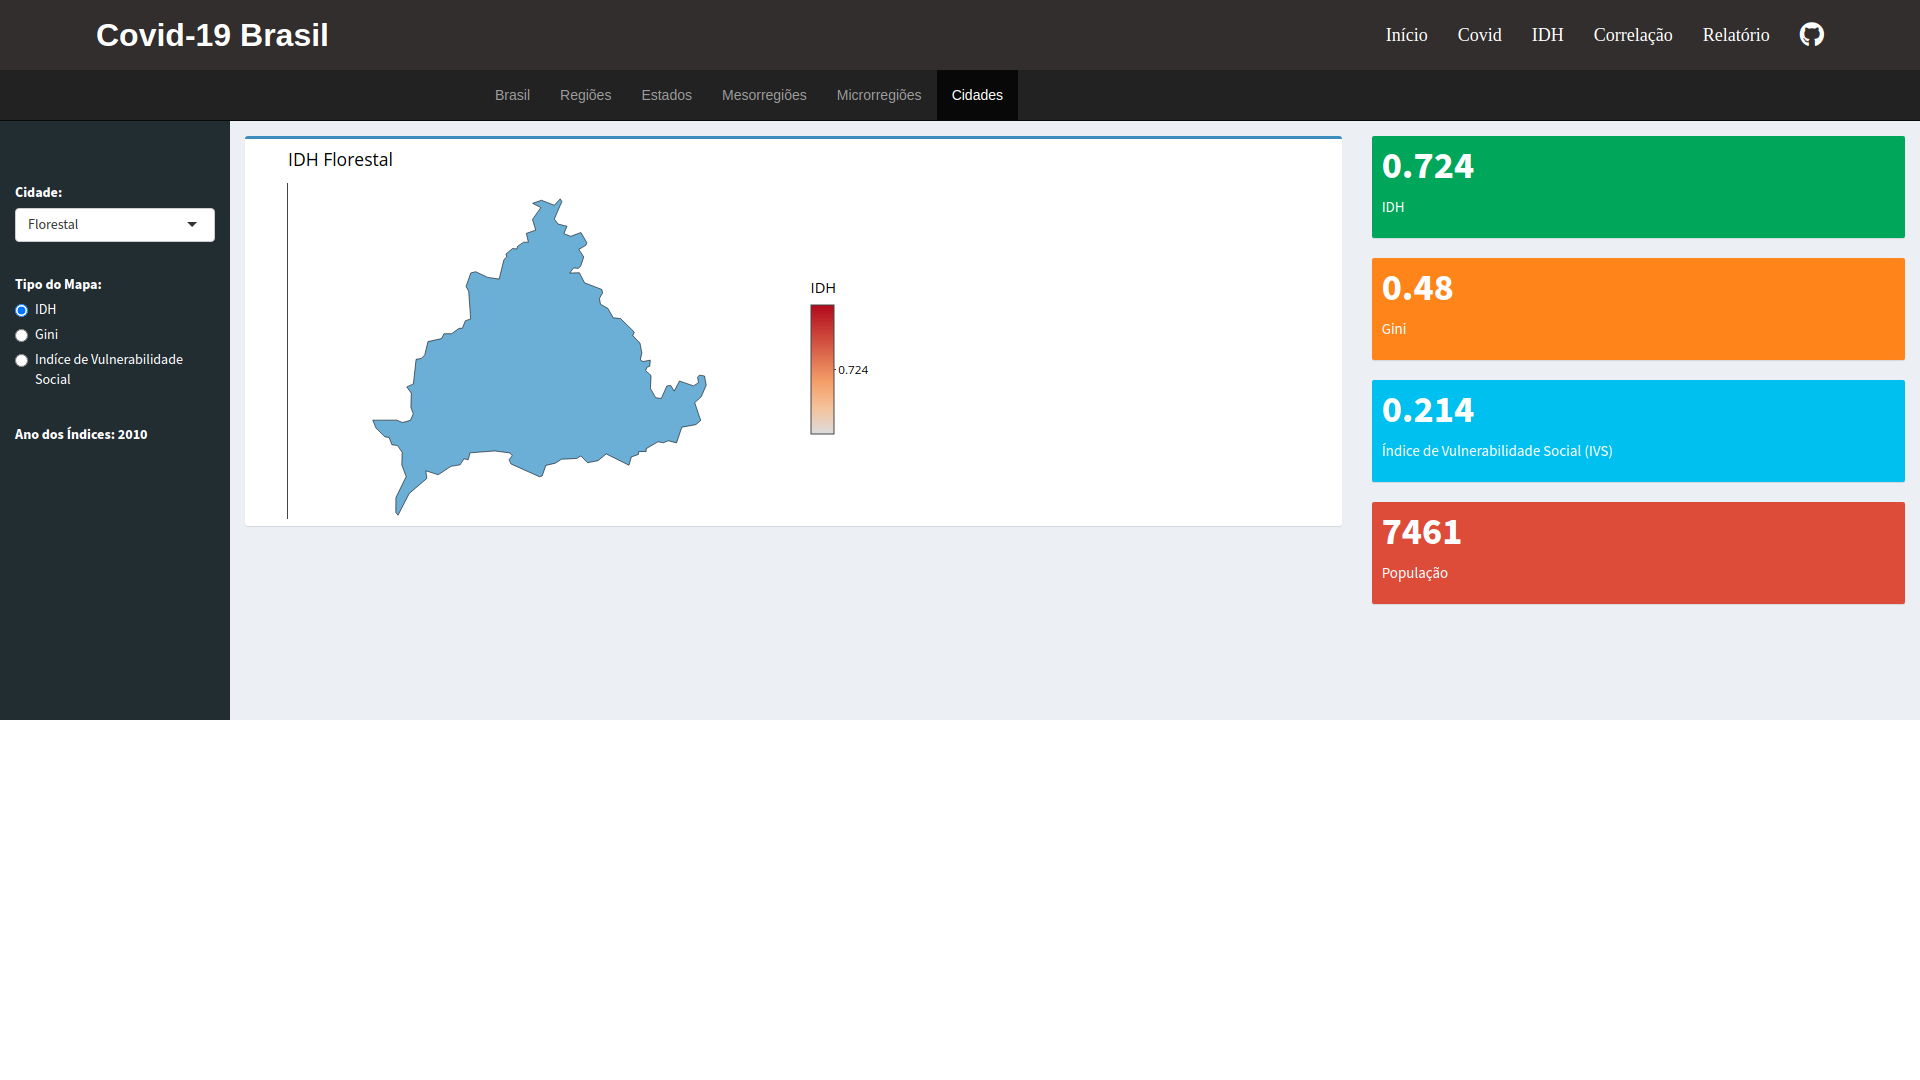 Covid-19 Brasil
Início Covid IDH Correlação Relatório
Brasil Regiões Estados Mesorregiões Microrregiões Cidades
Cidade:
Florestal
Tipo do Mapa:
IDH
Gini
Indíce de Vulnerabilidade
Social
Ano dos Índices: 2010
IDH Florestal
IDH
0.724
0.724
IDH
0.48
Gini
0.214
Índice de Vulnerabilidade Social (IVS)
7461
População